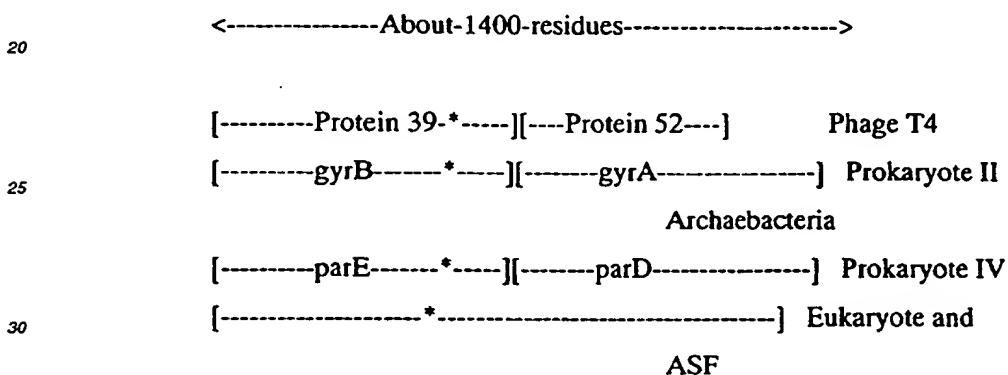 <---------------About-1400-residues--------------------->
20
[----------Protein 39-*-----][----Protein 52----] Phage T4
[----------gyrB-------*-----][-------gyrA---------------] Prokaryote II
25
Archaebacteria
[----------parE-------*-----][--------parD---------------] Prokaryote IV
[--------------------*---------------------------------] Eukaryote and
30
ASF